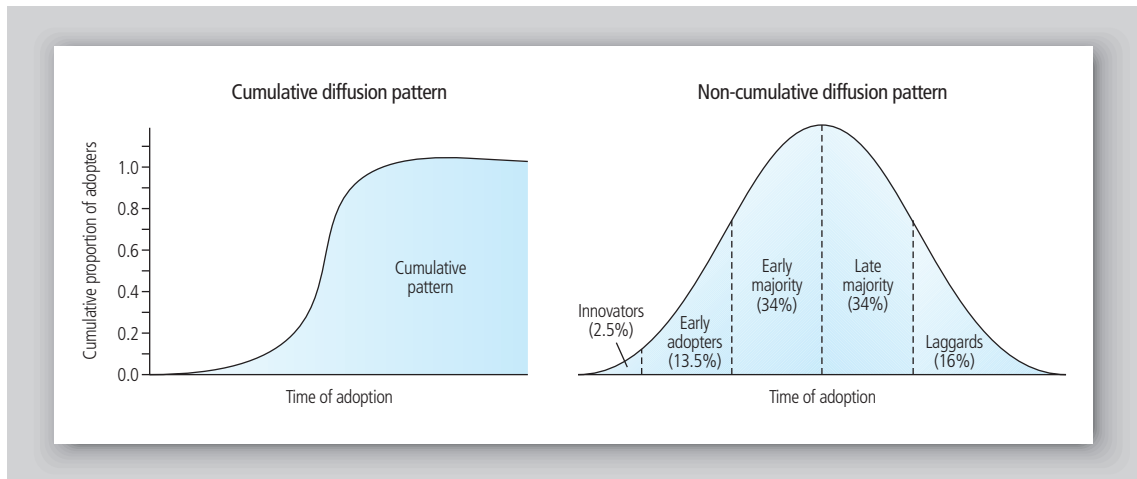 Cumulative diffusion pattern
Cumulative proportion of adopters
1.0
0.8
0.6
0.4
0.2
0.0
Cumulative
pattern
Time of adoption
Non-cumulative diffusion pattern
Innovators
(2.5%)
Early
adopters
(13.5%)
Early
majority
(34%)
Late
majority
(34%)
Laggards
(16%)
Time of adoption